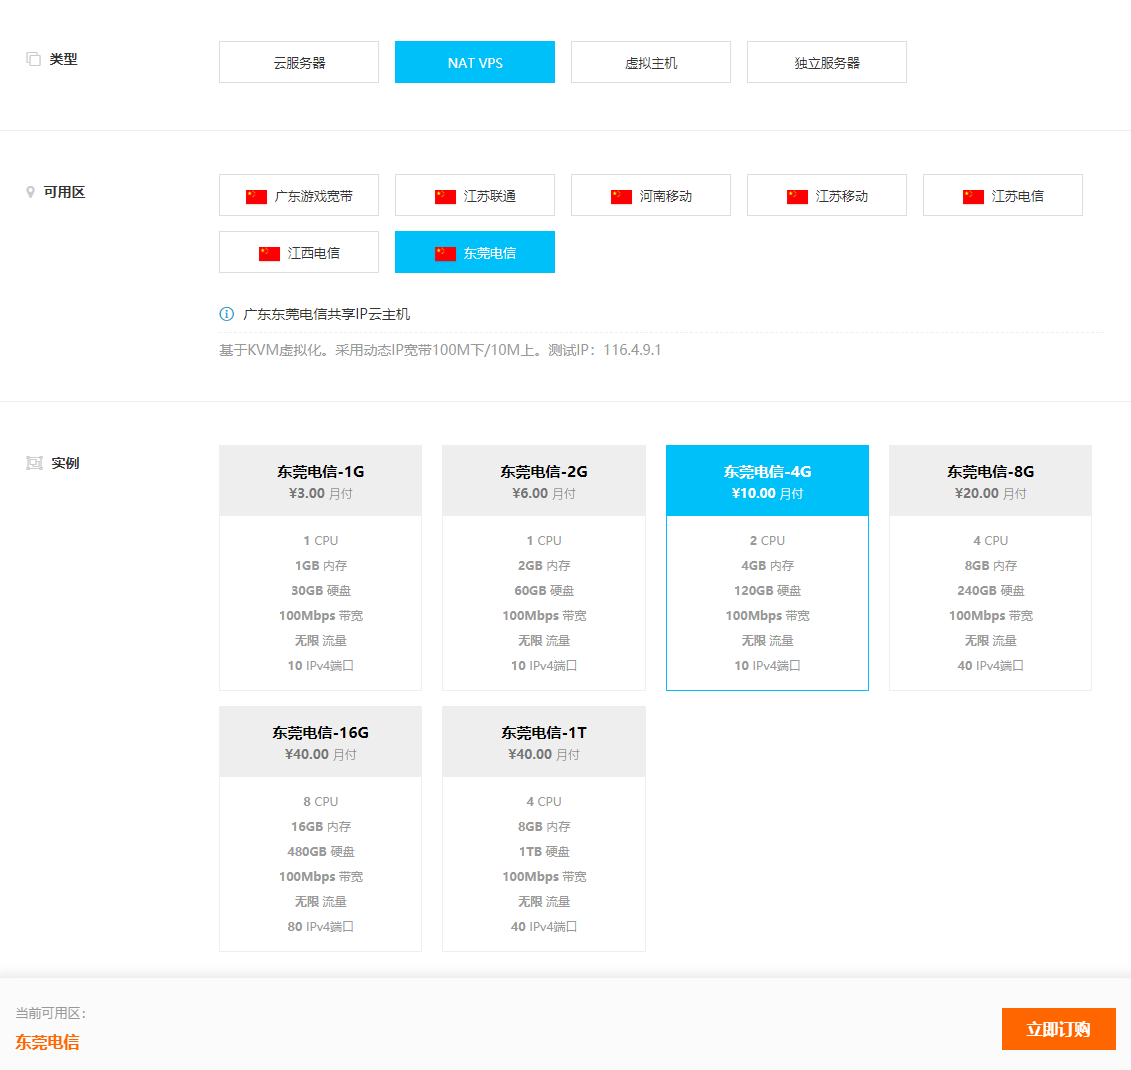 类型
云服务器
NAT VPS
虚拟主机
独立服务器
可用区
广东游戏宽带
江苏联通
河南移动
江苏移动
江苏电信
江西电信
东莞电信
广东东莞电信共享IP云主机
基于KVM虚拟化。采用动态IP宽带100M下/10M上。测试IP：116.4.9.1
实例
东莞电信-1G
¥3.00 月付
1 CPU
1GB 内存
30GB 硬盘
100Mbps 带宽
无限 流量
10 IPv4端口
东莞电信-2G
¥6.00 月付
1 CPU
2GB 内存
60GB 硬盘
100Mbps 带宽
无限 流量
10 IPv4端口
东莞电信-4G
¥10.00 月付
2 CPU
4GB 内存
120GB 硬盘
100Mbps 带宽
无限 流量
10 IPv4端口
东莞电信-8G
¥20.00 月付
4 CPU
8GB 内存
240GB 硬盘
100Mbps 带宽
无限 流量
40 IPv4端口
东莞电信-16G
¥40.00 月付
8 CPU
16GB 内存
480GB 硬盘
100Mbps 带宽
无限 流量
80 IPv4端口
东莞电信-1T
¥40.00 月付
4 CPU
8GB 内存
1TB 硬盘
100Mbps 带宽
无限 流量
40 IPv4端口
当前可用区：
东莞电信
立即订购